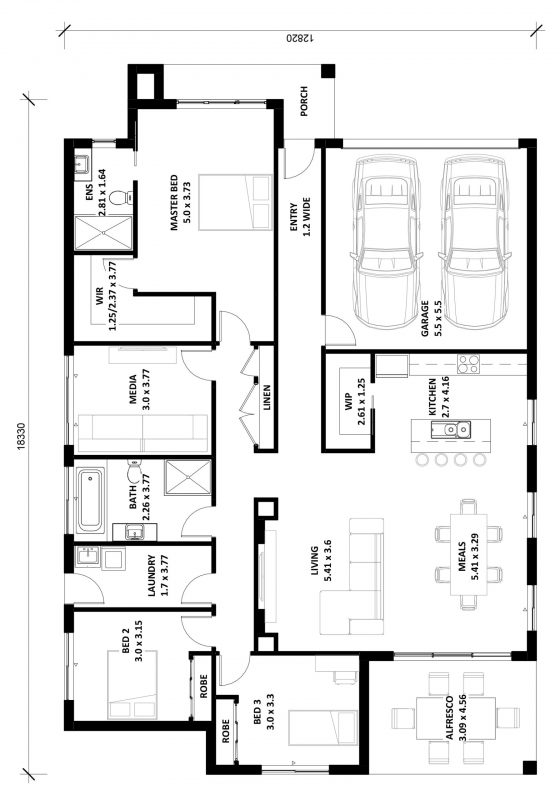 12820
18330
PORCH
ENS
2.81 x 1.64
MASTER BED
5.0 x 3.73
ENTRY
1.2 WIDE
WIR
1.25/2.37 x 3.77
GARAGE
5.5 x 5.5
MEDIA
3.0 x 3.77
LINEN
WIP
2.61 x 1.25
KITCHEN
2.7 x 4.16
BATH
2.26 x 3.77
LAUNDRY
1.7 x 3.77
LIVING
5.41 x 3.6
MEALS
5.41 x 3.29
BED 2
3.0 x 3.15
ROBE
ROBE
BED 3
3.0 x 3.3
ALFRESCO
3.09 x 4.56